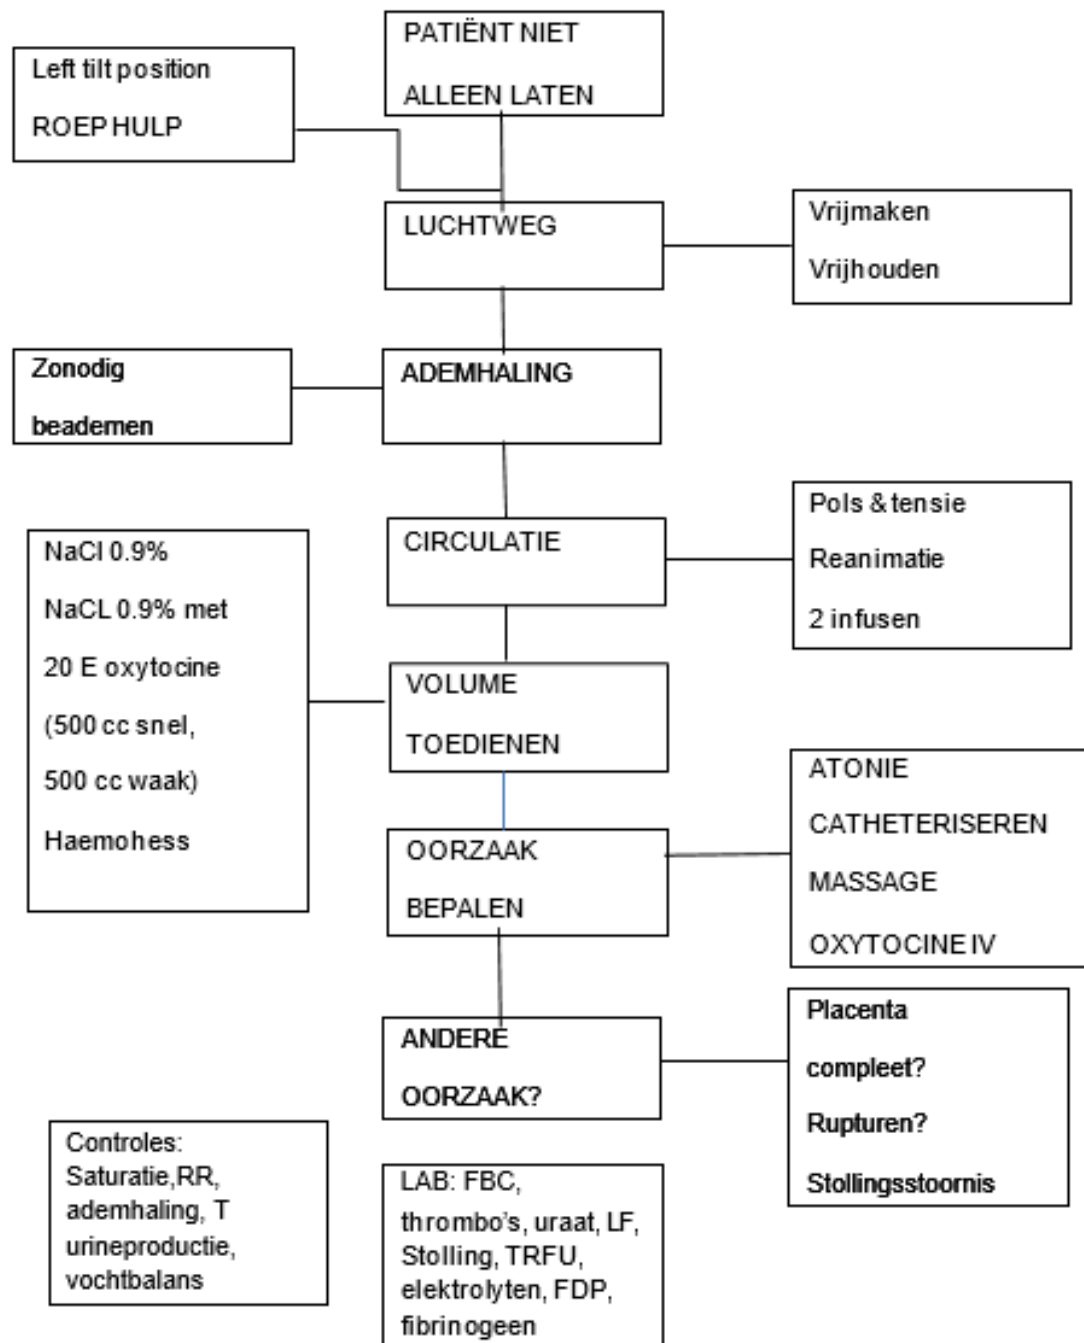 PATIËNT NIET
ALLEEN LATEN
Left tilt position
ROEP HULP
LUCHTWEG
Vrijmaken
Vrijhouden
ADEMHALING
Zonodig
beademen
CIRCULATIE
Pols & tensie
Reanimatie
2 infusen
VOLUME
TOEDIENEN
NaCl 0.9%
NaCL 0.9% met
20 E oxytocine
(500 cc snel,
500 cc waak)
Haemohess
OORZAAK
BEPALEN
ATONIE
CATHETERISEREN
MASSAGE
OXYTOCINE IV
ANDERE
OORZAAK?
Placenta
compleet?
Rupturen?
Stollingsstoornis
Controles:
Saturatie,RR,
ademhaling, T
urineproductie,
vochtbalans
LAB: FBC,
thrombo's, uraat, LF,
Stolling, TRFU,
elektrolyten, FDP,
fibrinogeen